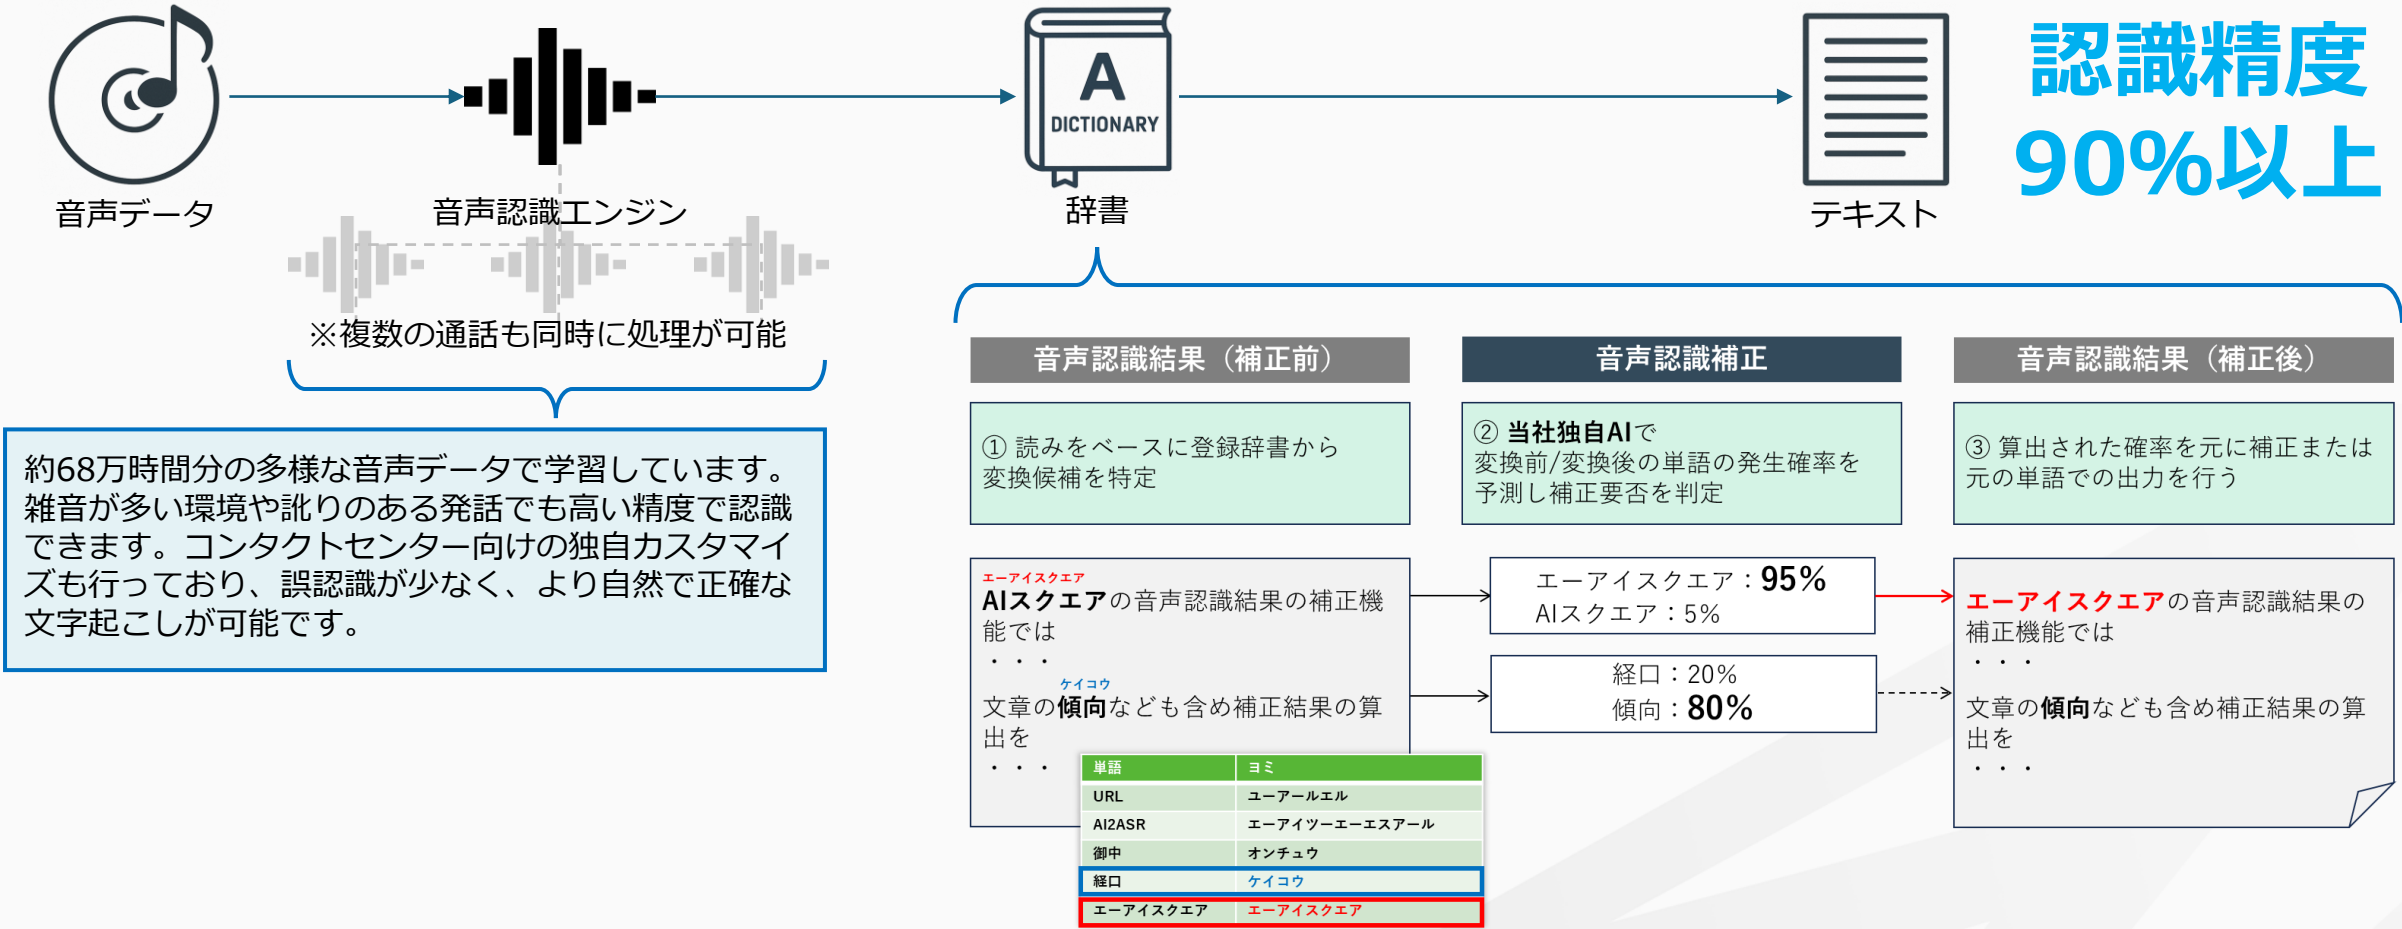 音声データ
音声認識エンジン
A
DICTIONARY
辞書
テキスト
認識精度
90%以上
※複数の通話も同時に処理が可能
約68万時間分の多様な音声データで学習しています。
雑音が多い環境や訛りのある発話でも高い精度で認識
できます。コンタクトセンター向けの独自カスタマイ
ズも行っており、誤認識が少なく、より自然で正確な
文字起こしが可能です。
音声認識結果（補正前）
① 読みをベースに登録辞書から
変換候補を特定
エーアイスクエア
AIスクエアの音声認識結果の補正機
能では
・・・
ケイコウ
文章の傾向なども含め補正結果の算
出を
・・・
単語 ヨミ
URL ユーアールエル
AI2ASR エーアイツーエーエスアール
御中 オンチュウ
経口 ケイコウ
エーアイスクエア エーアイスクエア
音声認識補正
② 当社独自AIで
変換前/変換後の単語の発生確率を
予測し補正要否を判定
エーアイスクエア：95%
AIスクエア：5%
経口：20%
傾向：80%
音声認識結果（補正後）
③ 算出された確率を元に補正または
元の単語での出力を行う
エーアイスクエアの音声認識結果の
補正機能では
・・・
文章の傾向なども含め補正結果の算
出を
・・・